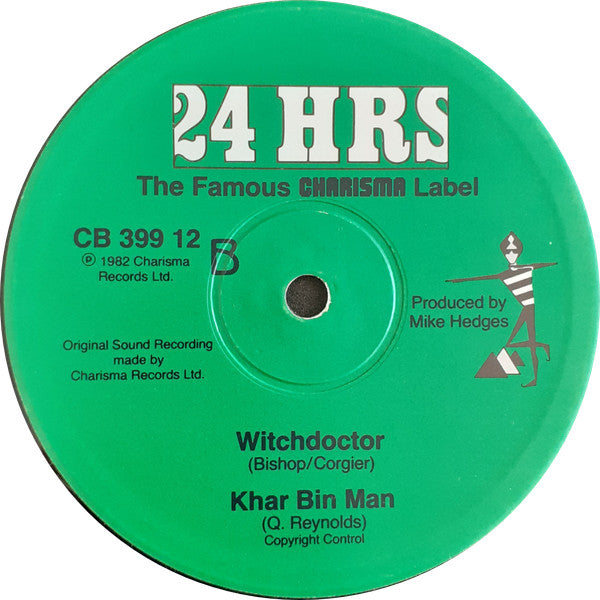 24 HRS
The Famous CHARISMA Label
CB 399 12
B
℗ 1982 Charisma
Records Ltd.
Produced by
Mike Hedges
Original Sound Recording
made by
Charisma Records Ltd.
Witchdoctor
(Bishop/Corgier)
Khar Bin Man
(Q. Reynolds)
Copyright Control